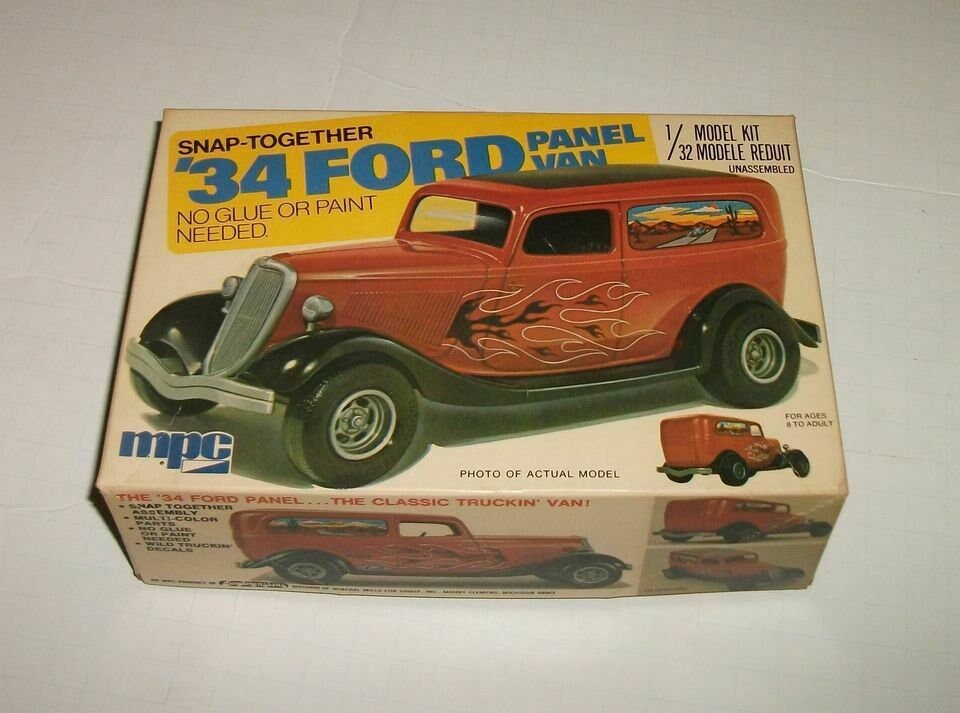 SNAP-TOGETHER
'34 FORD PANEL VAN
NO GLUE OR PAINT
NEEDED.
1/32 MODEL KIT
MODELE REDUIT
UNASSEMBLED
mpc
PHOTO OF ACTUAL MODEL
FOR AGES
8 TO ADULT
THE '34 FORD PANEL...THE CLASSIC TRUCKIN' VAN!
• SNAP TOGETHER
ASSEMBLY
• MULTI-COLOR
PARTS
• NO GLUE
OR PAINT
NEEDED
• WILD TRUCKIN'
DECALS